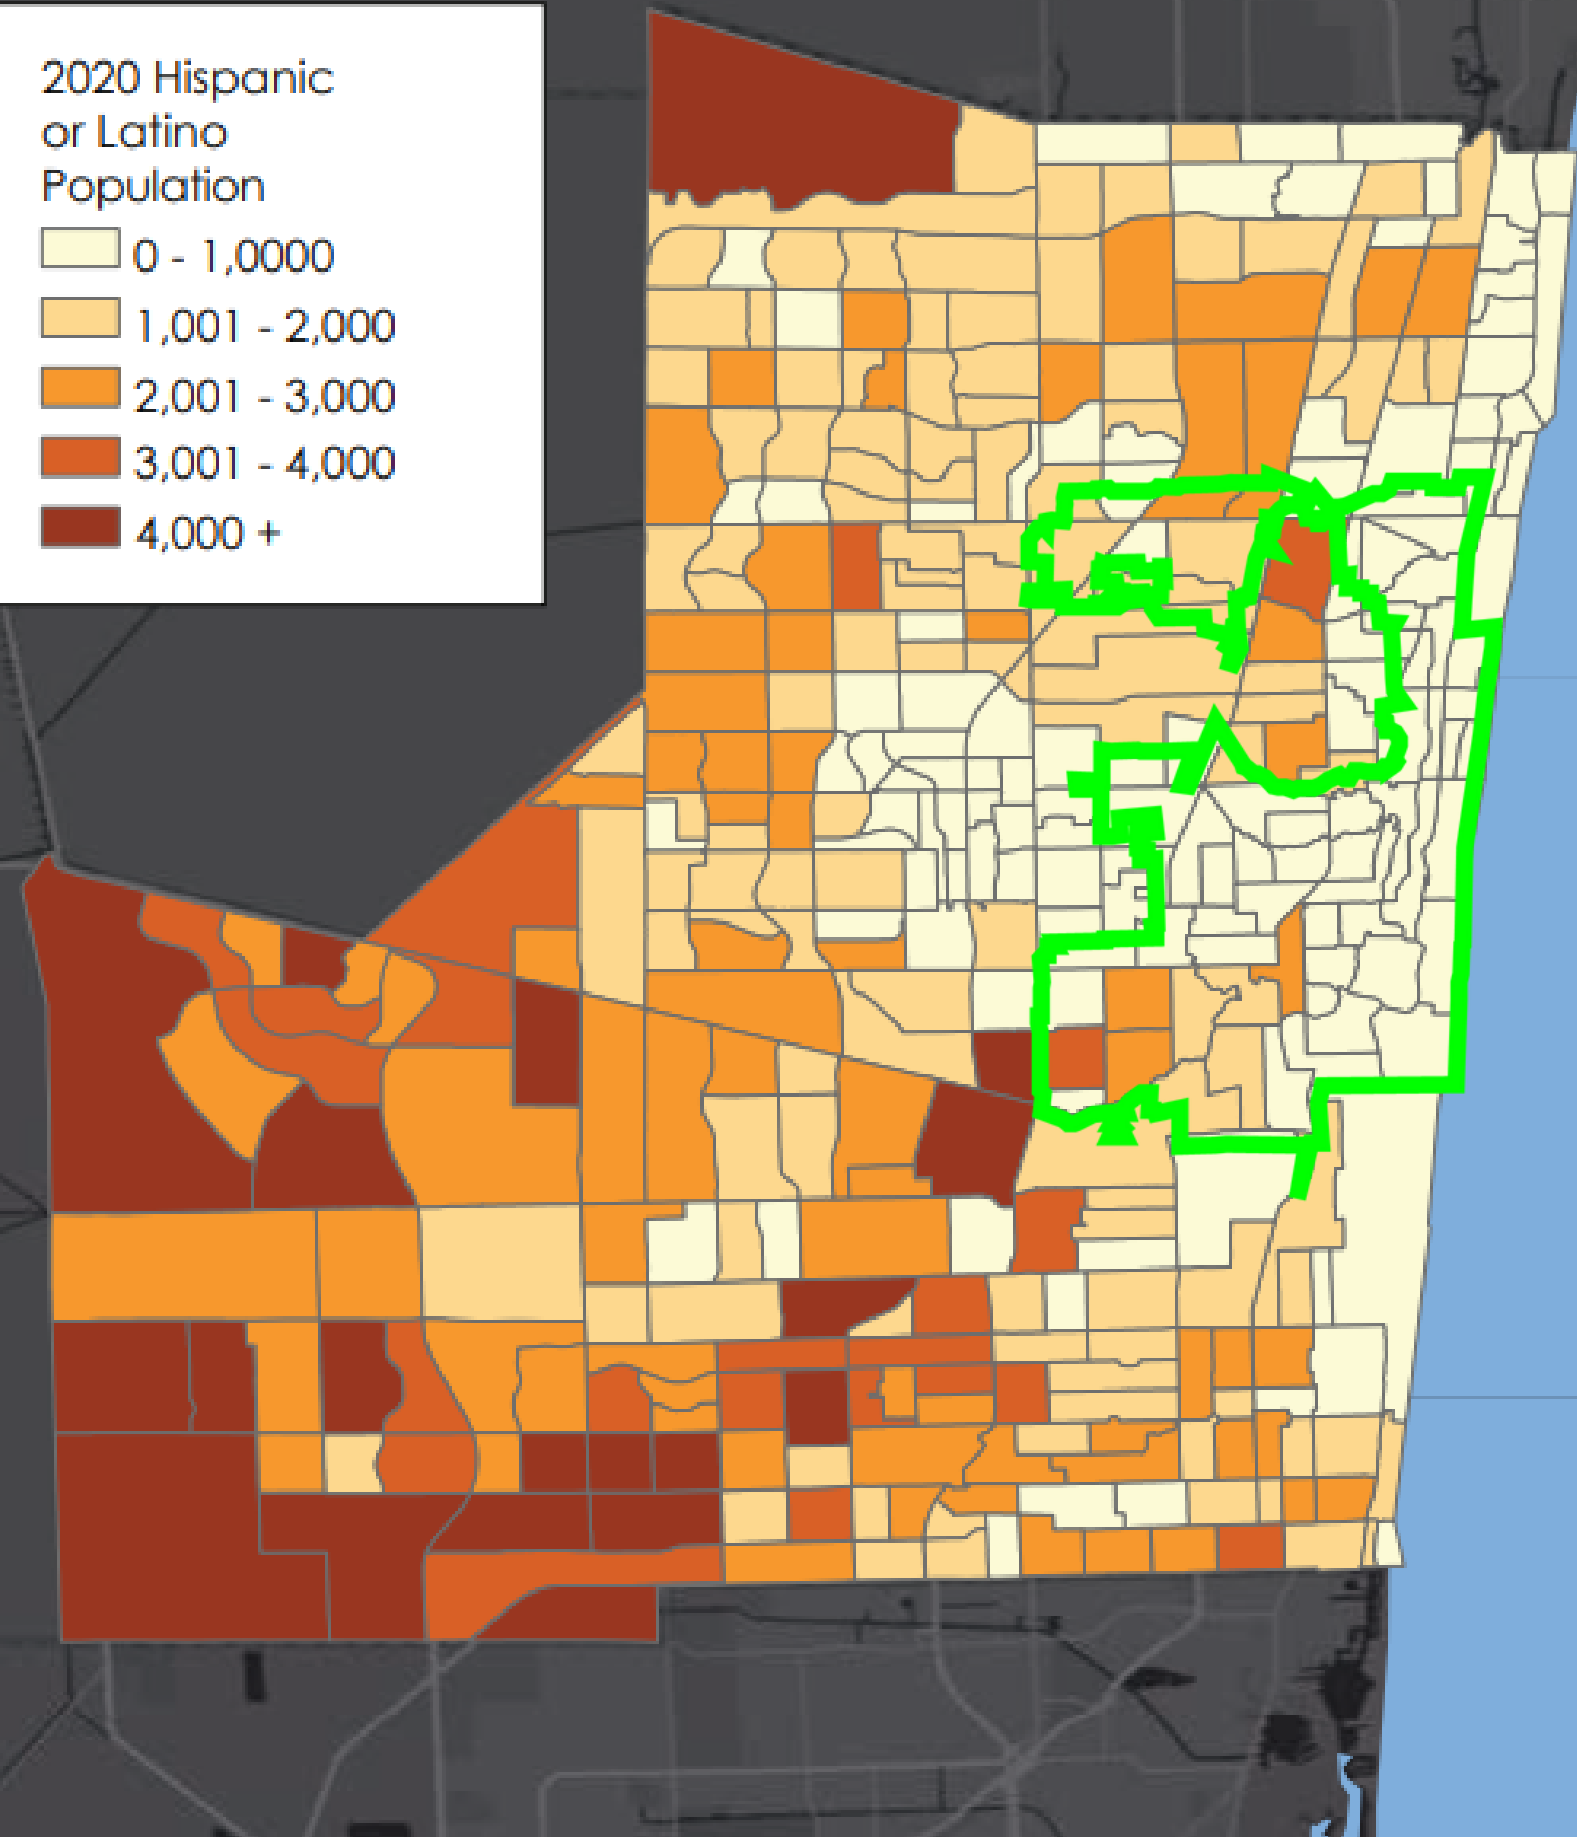 2020 Hispanic
or Latino
Population
0 - 1,0000
1,001 - 2,000
2,001 - 3,000
3,001 - 4,000
4,000 +